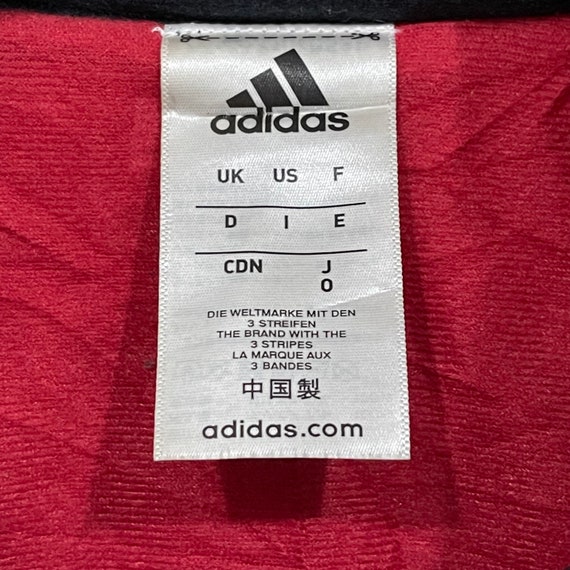 adidas
UK US F
D I E
CDN J
O
DIE WELTMARKE MIT DEN
3 STREIFEN
THE BRAND WITH THE
3 STRIPES
LA MARQUE AUX
3 BANDES
中国製
adidas.com